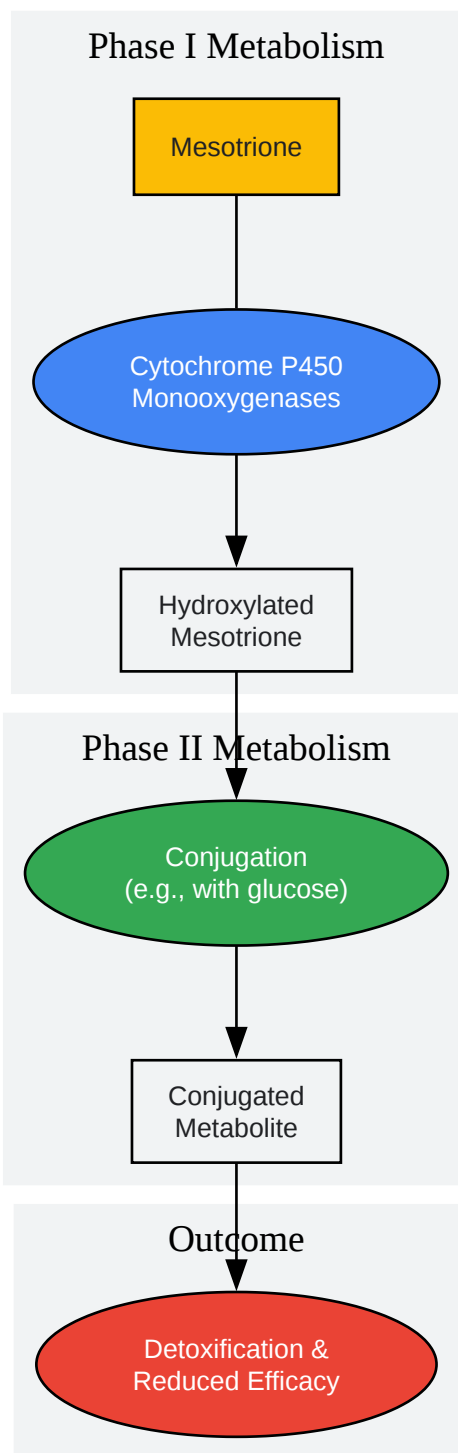 Phase I Metabolism
Mesotrione
Cytochrome P450
Monooxygenases
Hydroxylated
Mesotrione
Phase II Metabolism
Conjugation
(e.g., with glucose)
Conjugated
Metabolite
Outcome
Detoxification &
Reduced Efficacy